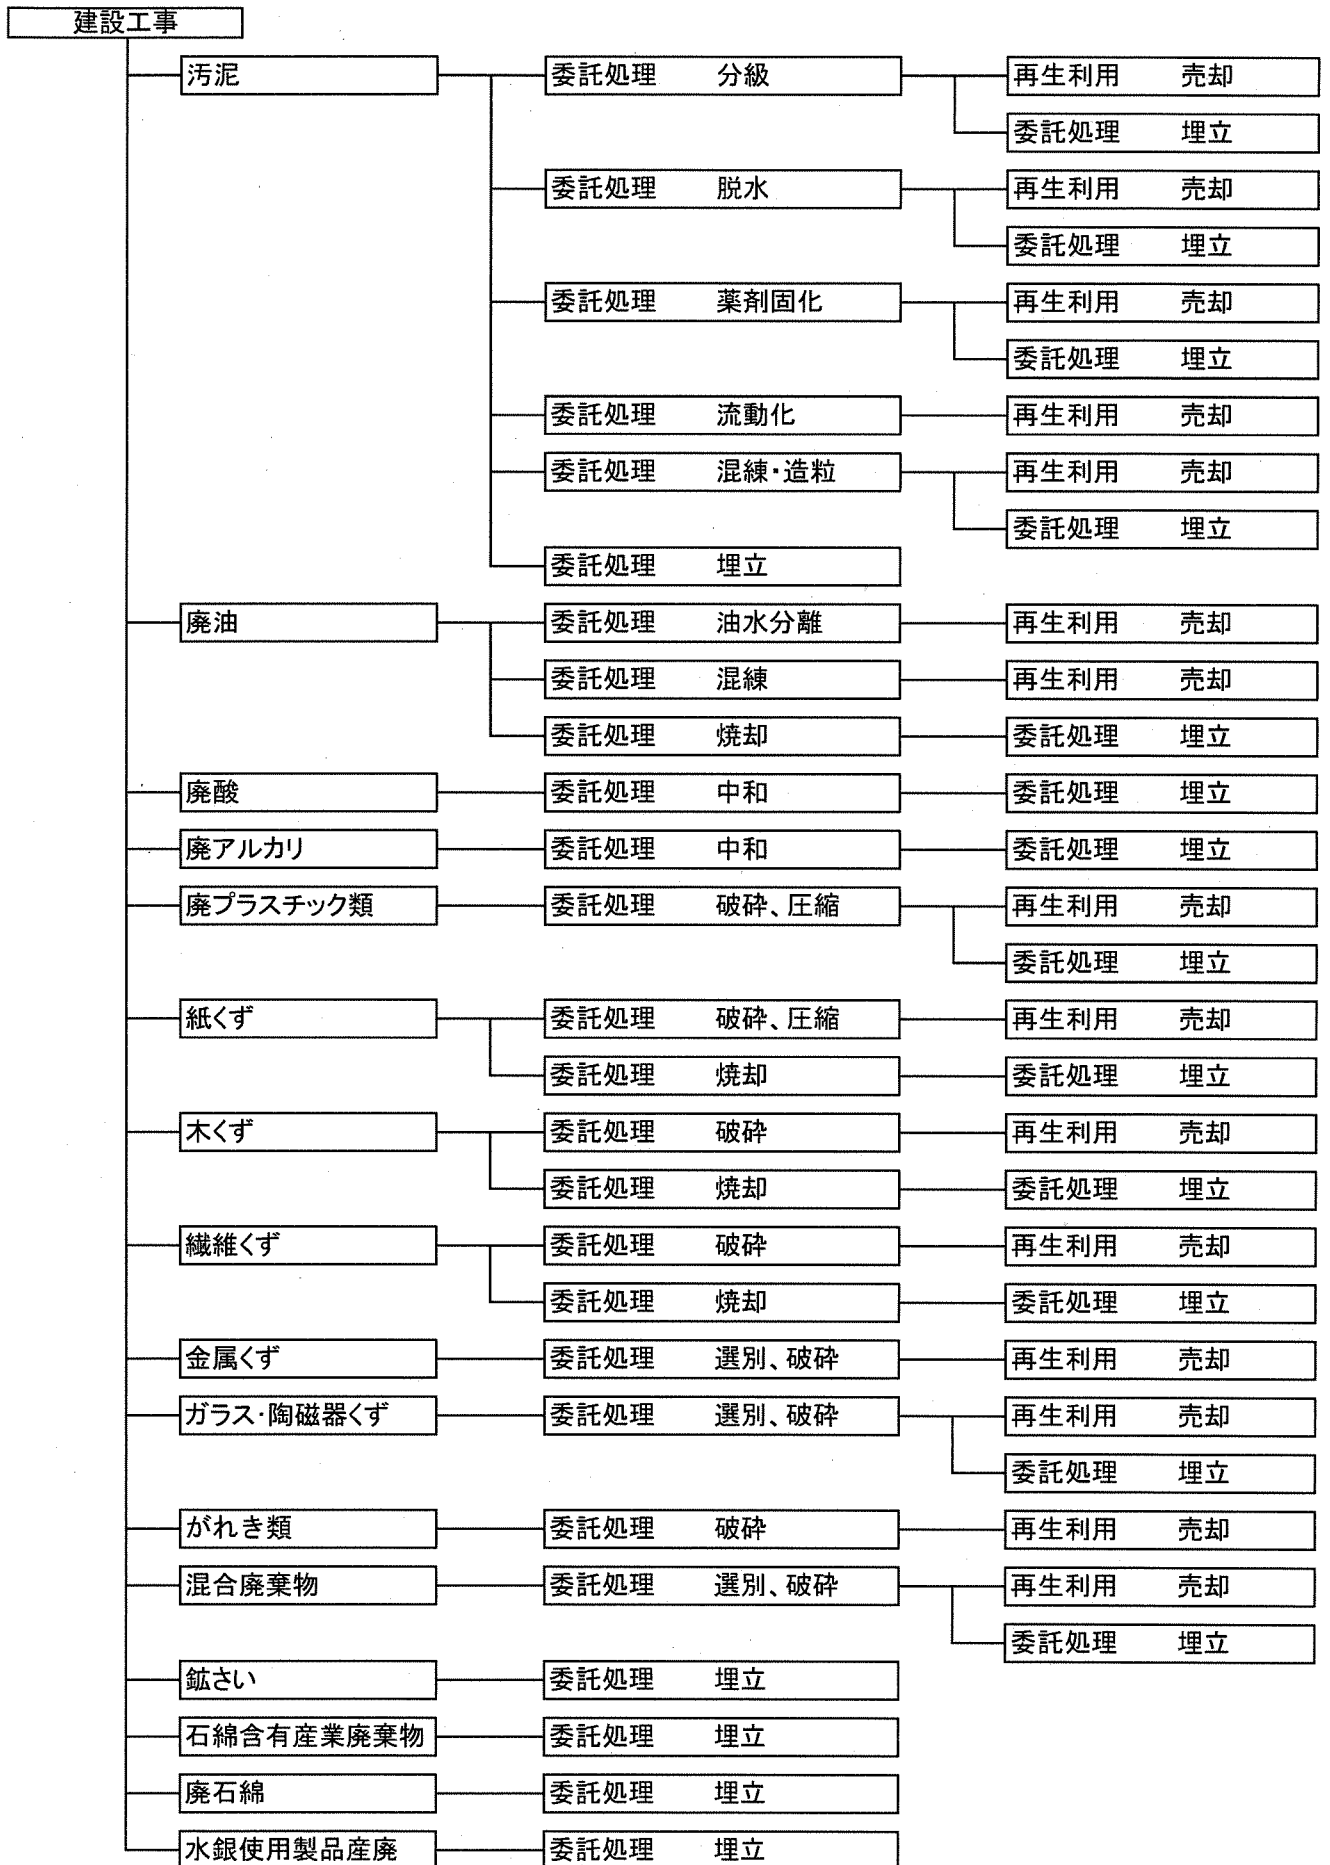 建設工事
汚泥 委託処理 分級 再生利用 売却
委託処理 埋立
委託処理 脱水 再生利用 売却
委託処理 埋立
委託処理 薬剤固化 再生利用 売却
委託処理 埋立
委託処理 流動化 再生利用 売却
委託処理 混練・造粒 再生利用 売却
委託処理 埋立
委託処理 埋立
廃油 委託処理 油水分離 再生利用 売却
委託処理 混練 再生利用 売却
委託処理 焼却 委託処理 埋立
廃酸 委託処理 中和 委託処理 埋立
廃アルカリ 委託処理 中和 委託処理 埋立
廃プラスチック類 委託処理 破砕、圧縮 再生利用 売却
委託処理 埋立
紙くず 委託処理 破砕、圧縮 再生利用 売却
委託処理 焼却 委託処理 埋立
木くず 委託処理 破砕 再生利用 売却
委託処理 焼却 委託処理 埋立
繊維くず 委託処理 破砕 再生利用 売却
委託処理 焼却 委託処理 埋立
金属くず 委託処理 選別、破砕 再生利用 売却
ガラス・陶磁器くず 委託処理 選別、破砕 再生利用 売却
委託処理 埋立
がれき類 委託処理 破砕 再生利用 売却
混合廃棄物 委託処理 選別、破砕 再生利用 売却
委託処理 埋立
鉱さい 委託処理 埋立
石綿含有産業廃棄物 委託処理 埋立
廃石綿 委託処理 埋立
水銀使用製品産廃 委託処理 埋立